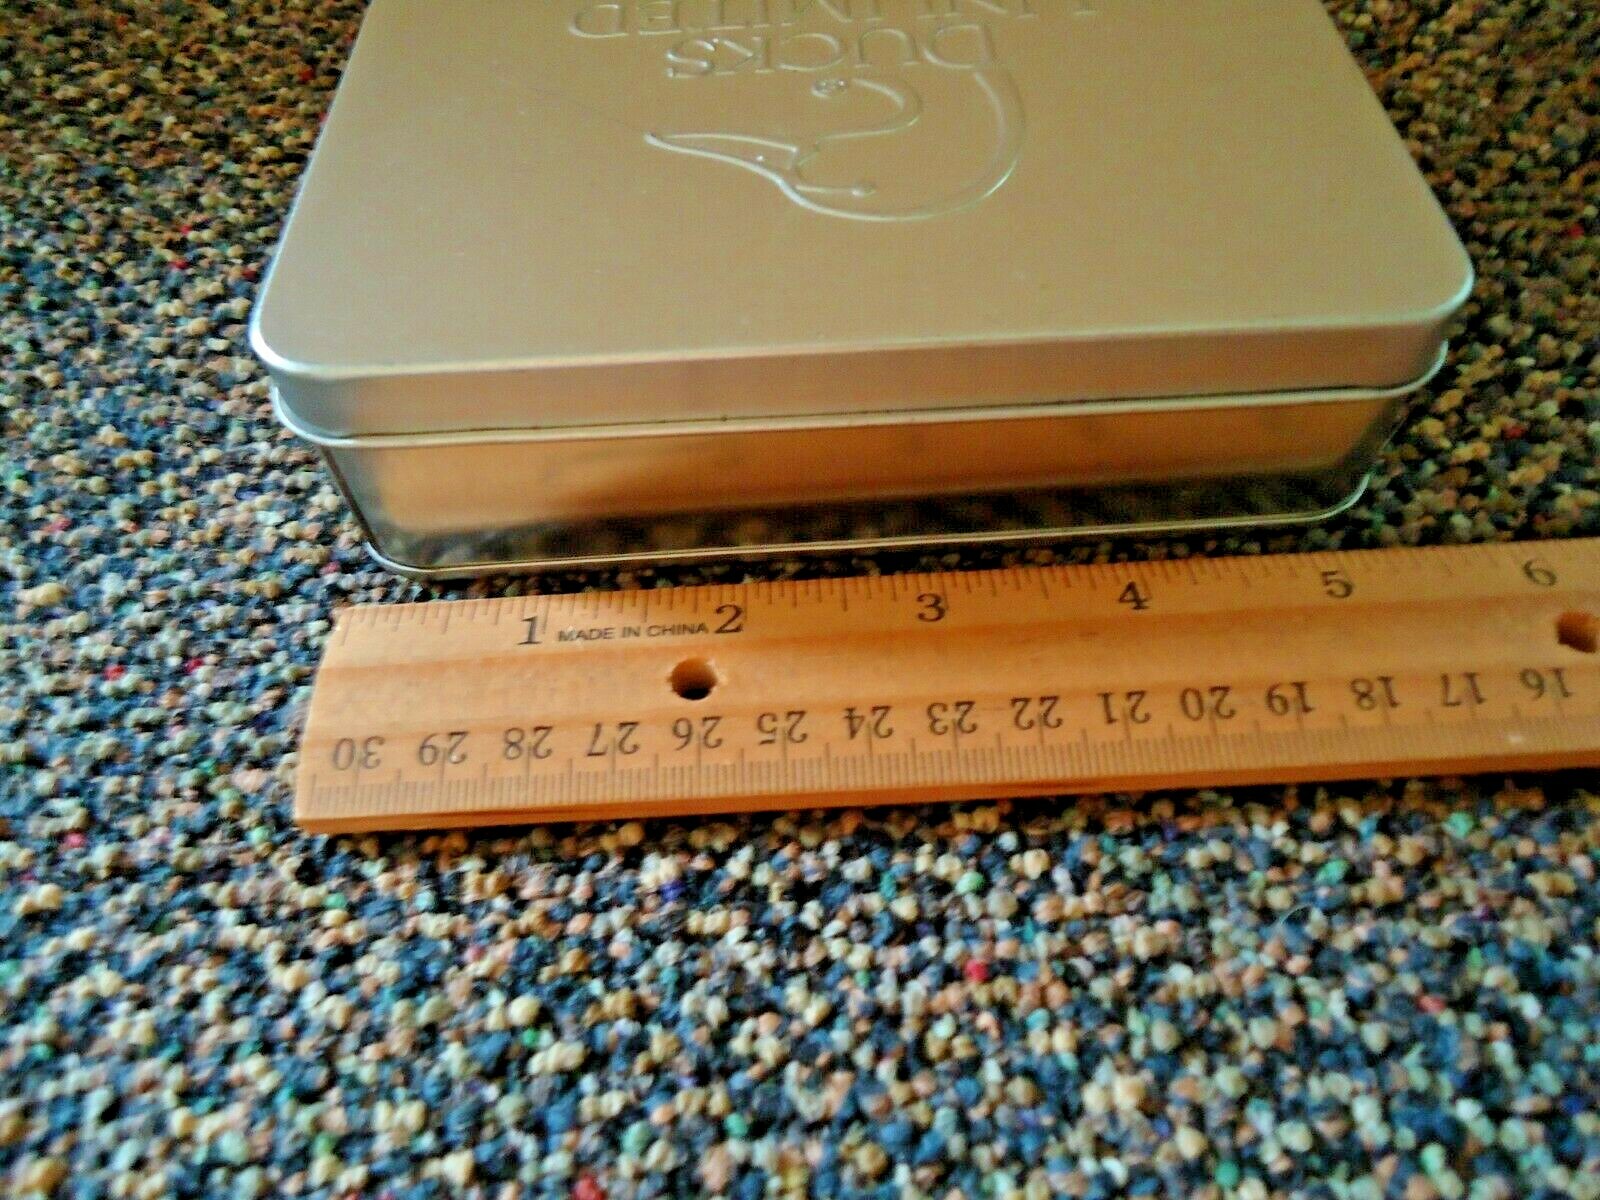 DUCKS
UNLIMITED
®
1 MADE IN CHINA 2 3 4 5 6
30 29 28 27 26 25 24 23 22 21 20 19 18 17 16